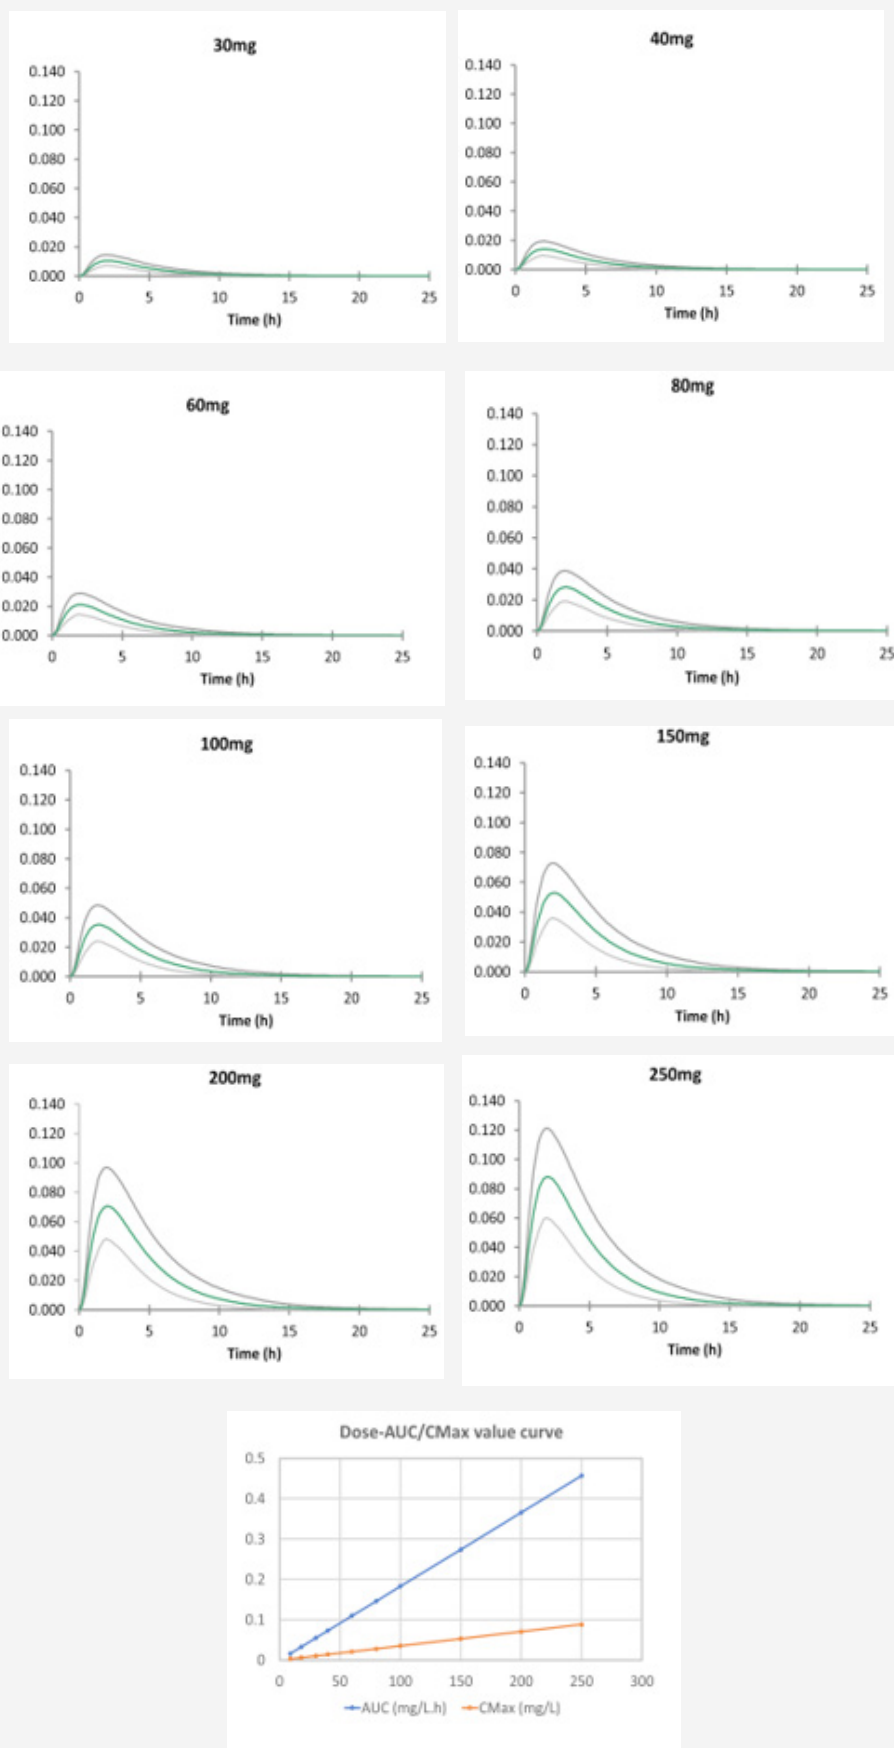 30mg
0.140
0.120
0.100
0.080
0.060
0.040
0.020
0.000
0 5 10 15 20 25
Time (h)
40mg
0.140
0.120
0.100
0.080
0.060
0.040
0.020
0.000
0 5 10 15 20 25
Time (h)
60mg
0.140
0.120
0.100
0.080
0.060
0.040
0.020
0.000
0 5 10 15 20 25
Time (h)
80mg
0.140
0.120
0.100
0.080
0.060
0.040
0.020
0.000
0 5 10 15 20 25
Time (h)
100mg
0.140
0.120
0.100
0.080
0.060
0.040
0.020
0.000
0 5 10 15 20 25
Time (h)
150mg
0.140
0.120
0.100
0.080
0.060
0.040
0.020
0.000
0 5 10 15 20 25
Time (h)
200mg
0.140
0.120
0.100
0.080
0.060
0.040
0.020
0.000
0 5 10 15 20 25
Time (h)
250mg
0.140
0.120
0.100
0.080
0.060
0.040
0.020
0.000
0 5 10 15 20 25
Time (h)
Dose-AUC/CMax value curve
0.5
0.4
0.3
0.2
0.1
0
0 50 100 150 200 250 300
AUC (mg/L.h) CMax (mg/L)